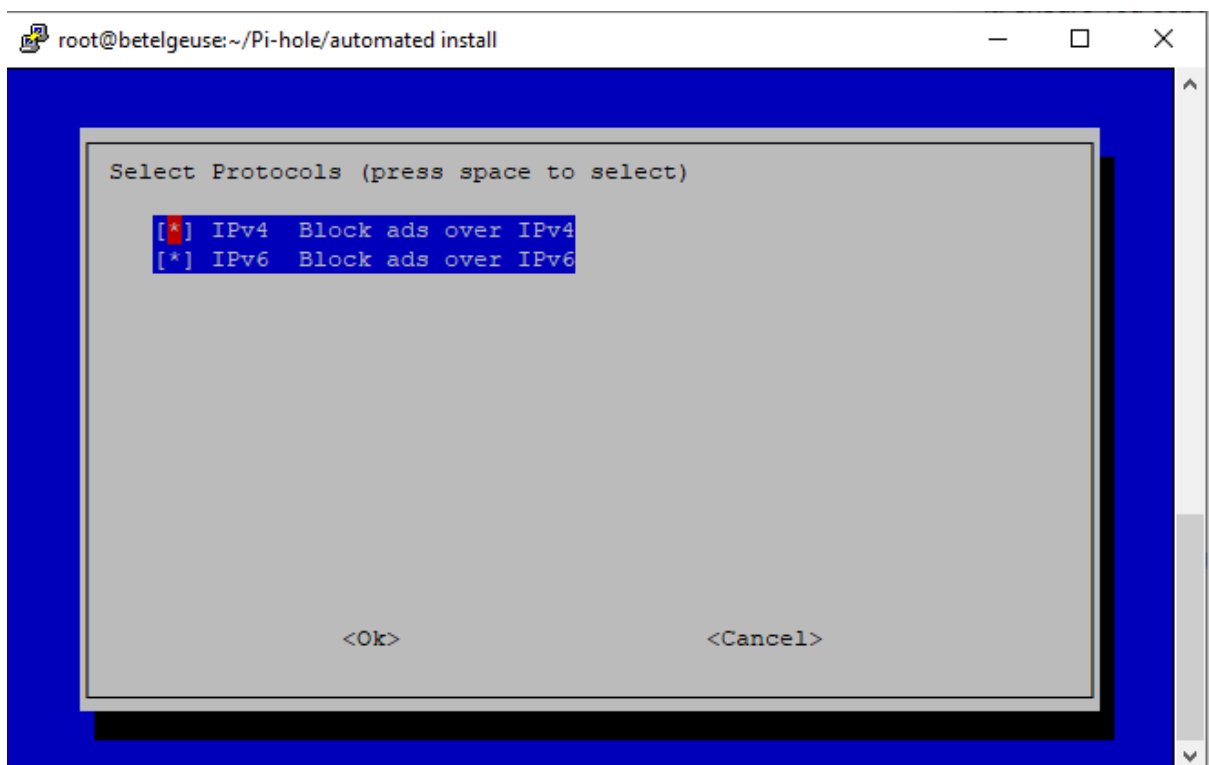 root@betelgeuse:~/Pi-hole/automated install
Select Protocols (press space to select)
[*] IPv4  Block ads over IPv4
[*] IPv6  Block ads over IPv6
<Ok> <Cancel>